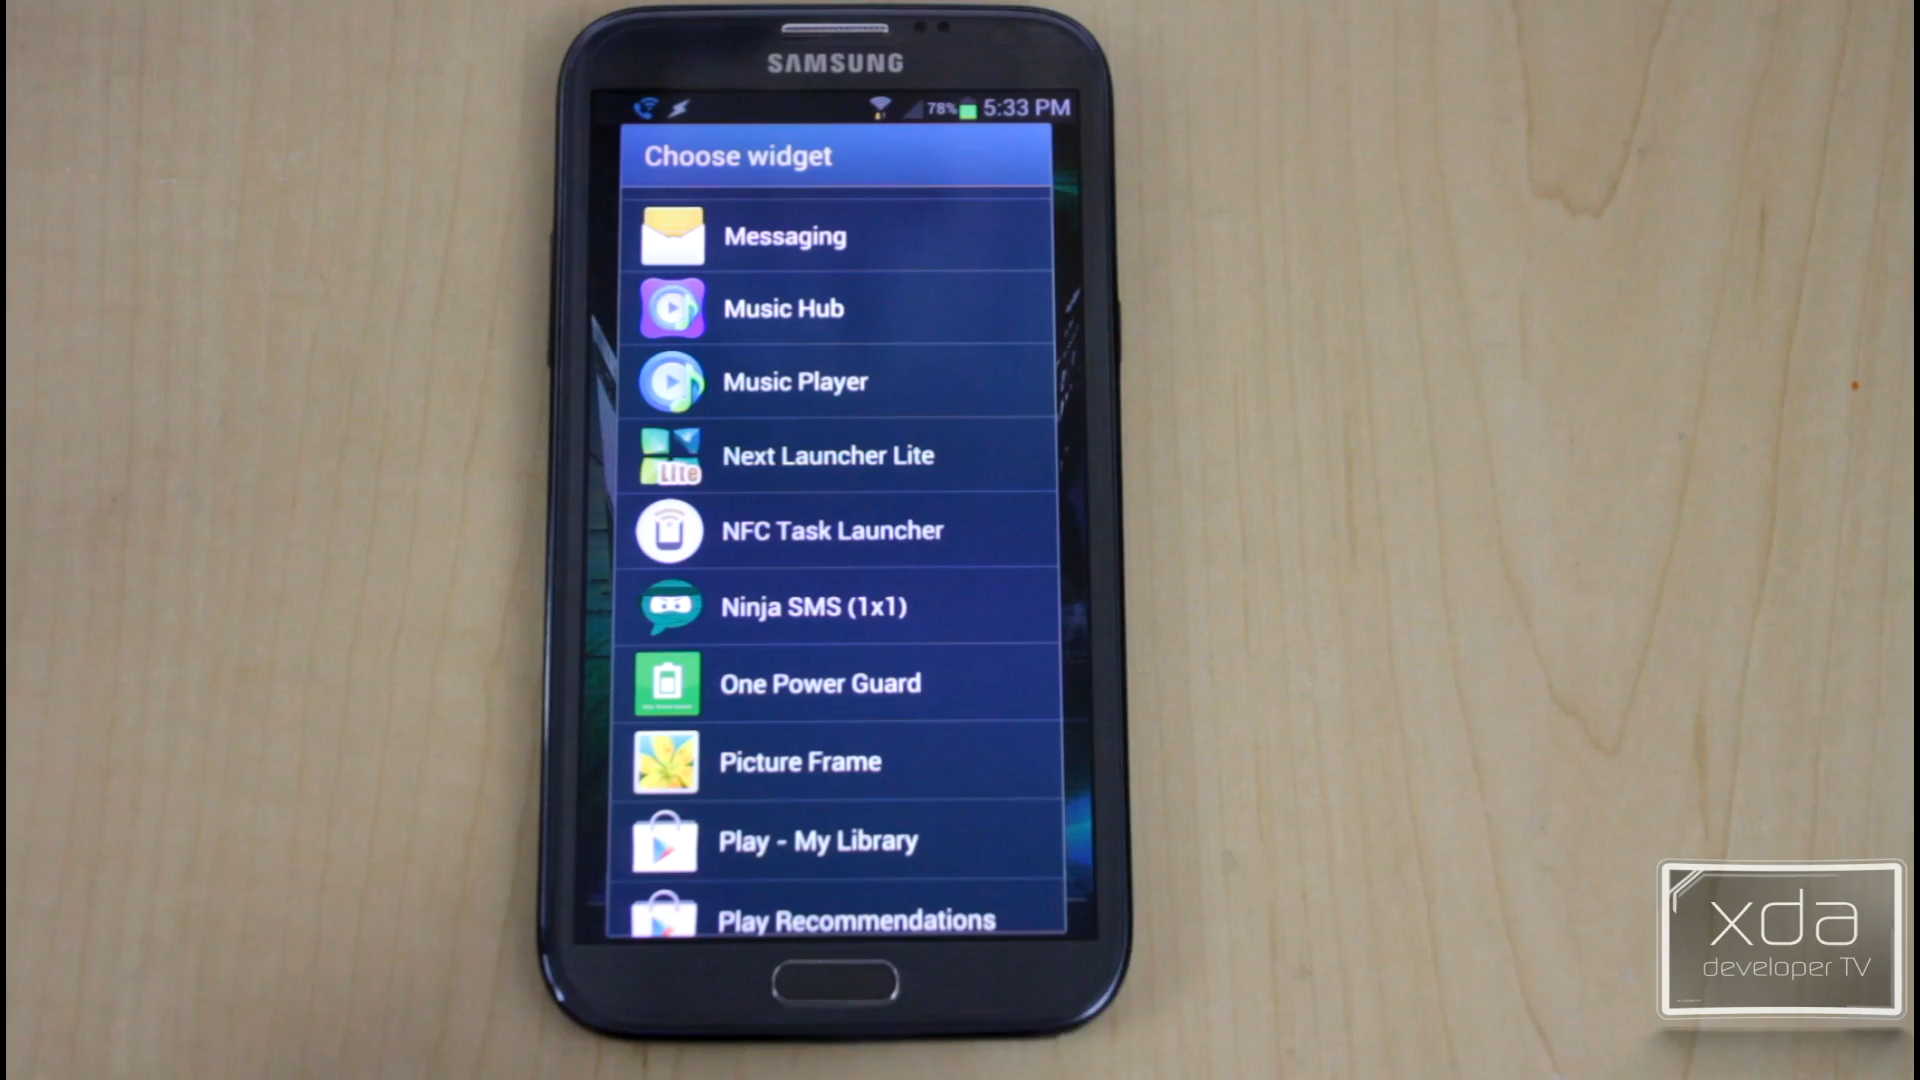 SAMSUNG
78% 5:33 PM
Choose widget
Messaging
Music Hub
Music Player
Next Launcher Lite
Lite
NFC Task Launcher
Ninja SMS (1x1)
One Power Guard
Picture Frame
Play - My Library
Play Recommendations
xda
developer TV